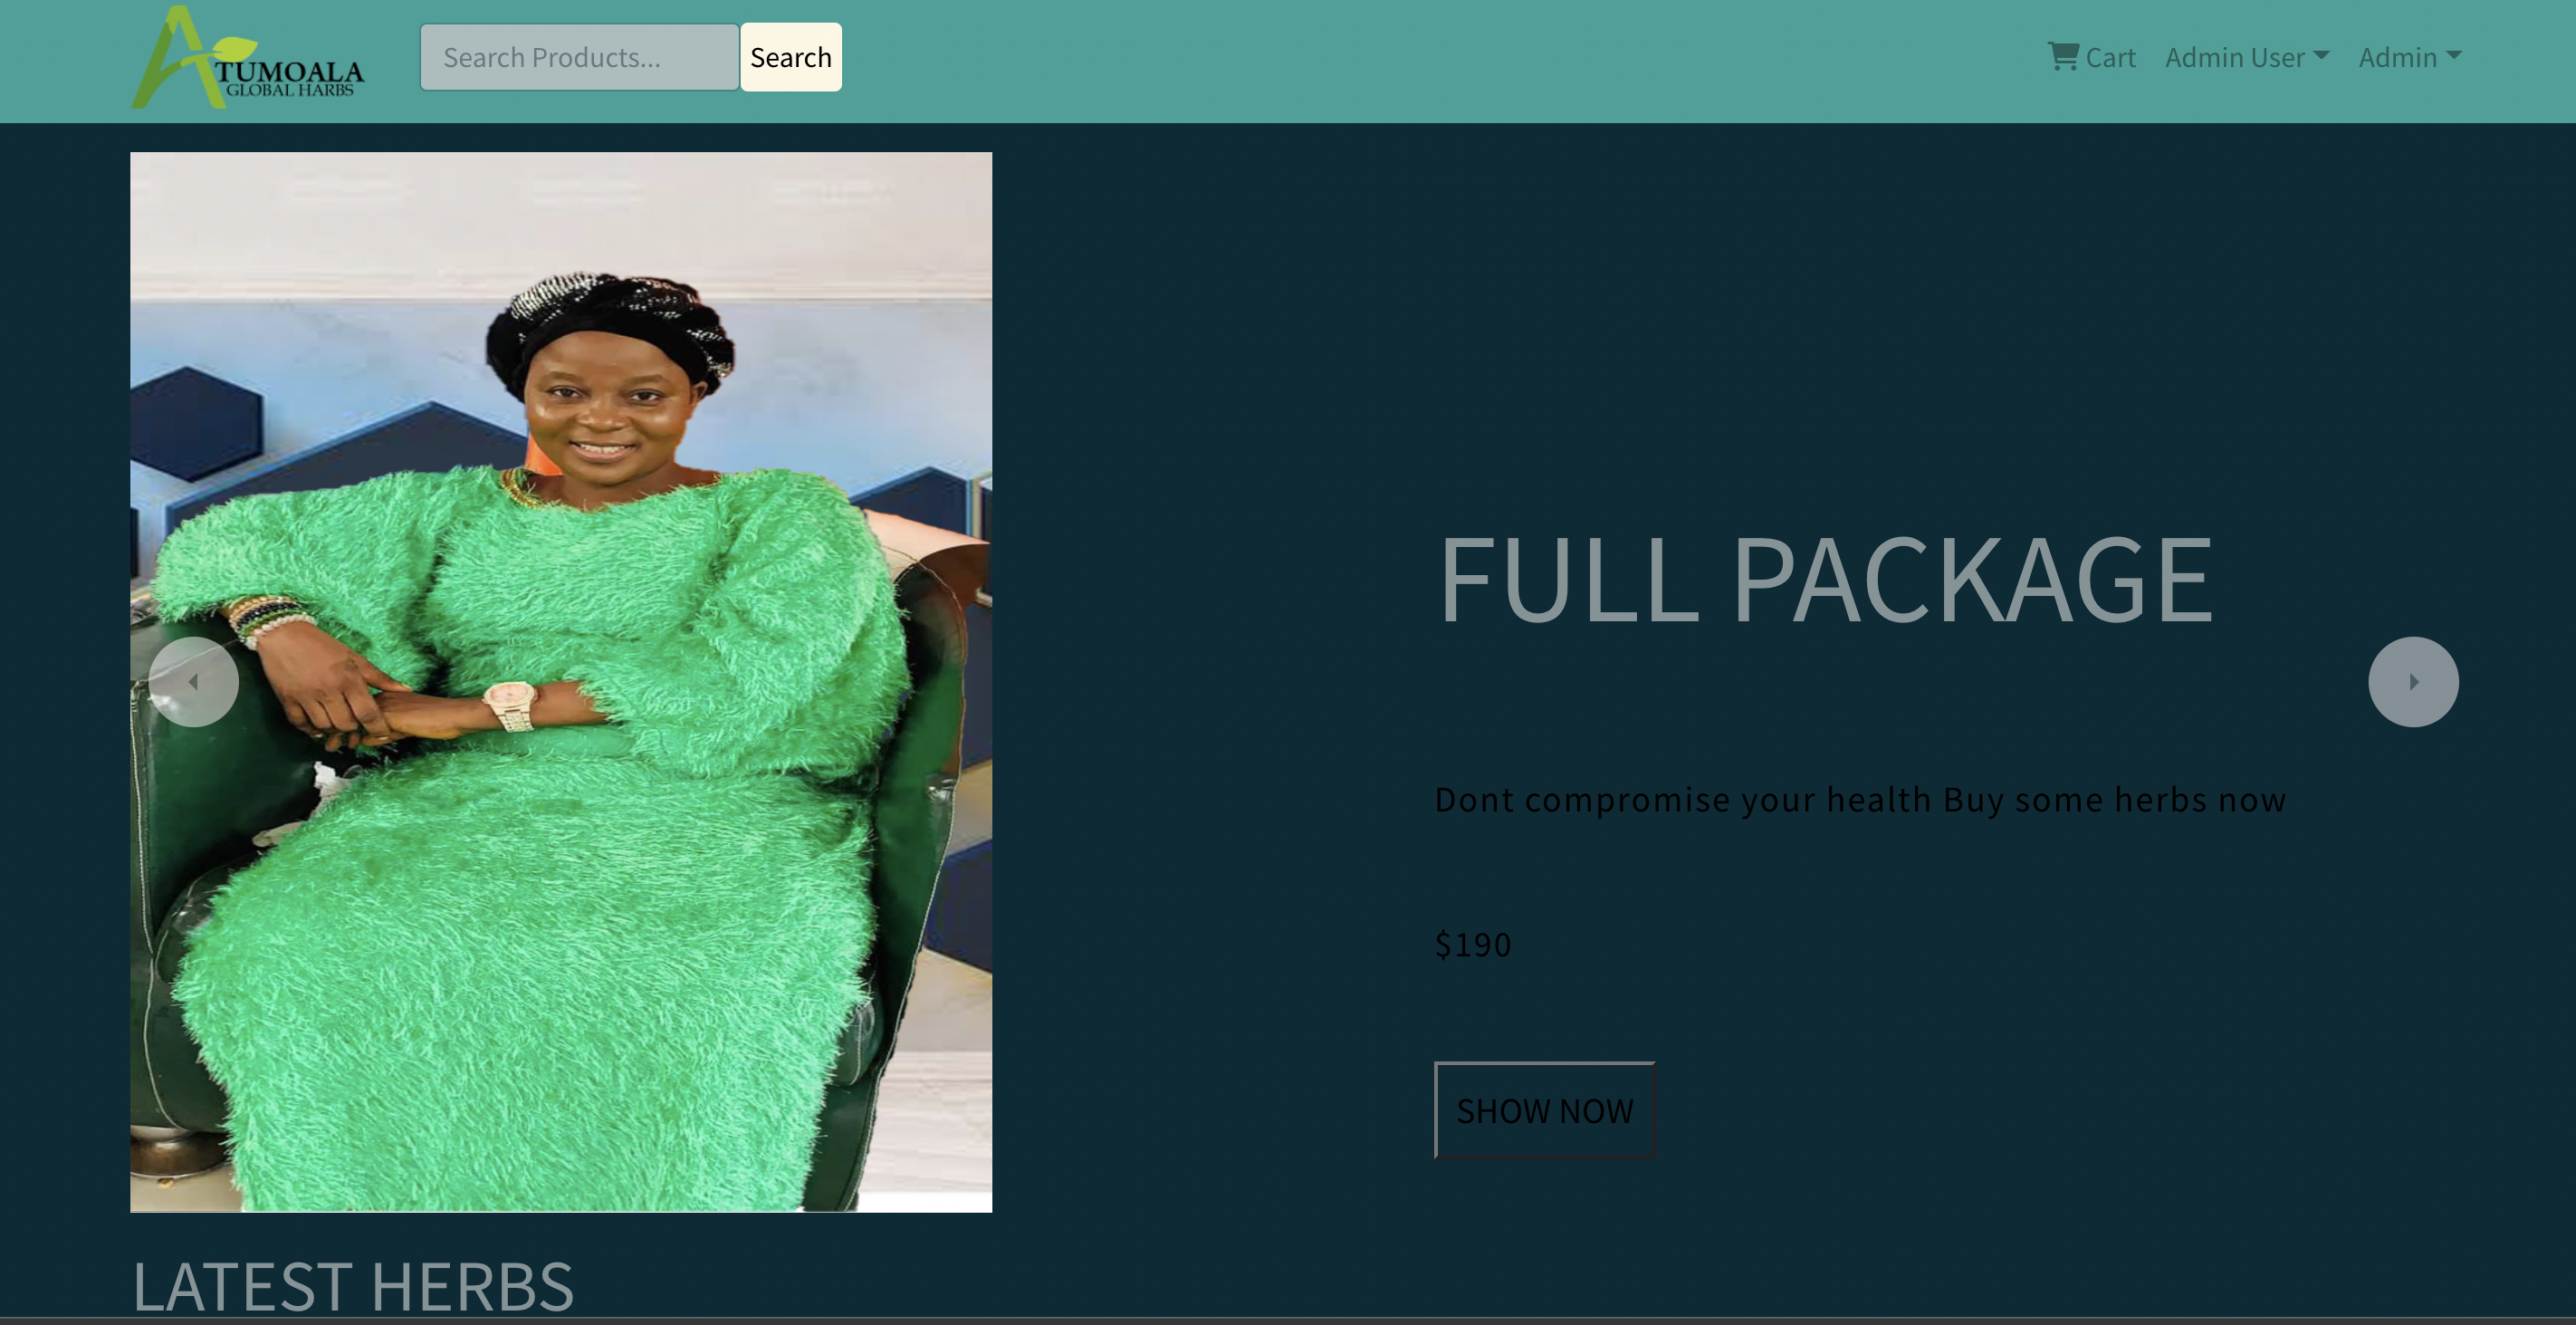 ATUMOALA
GLOBAL HARBS
Search Products...
Search
Cart
Admin User
Admin
FULL PACKAGE
Dont compromise your health Buy some herbs now
$190
SHOW NOW
LATEST HERBS